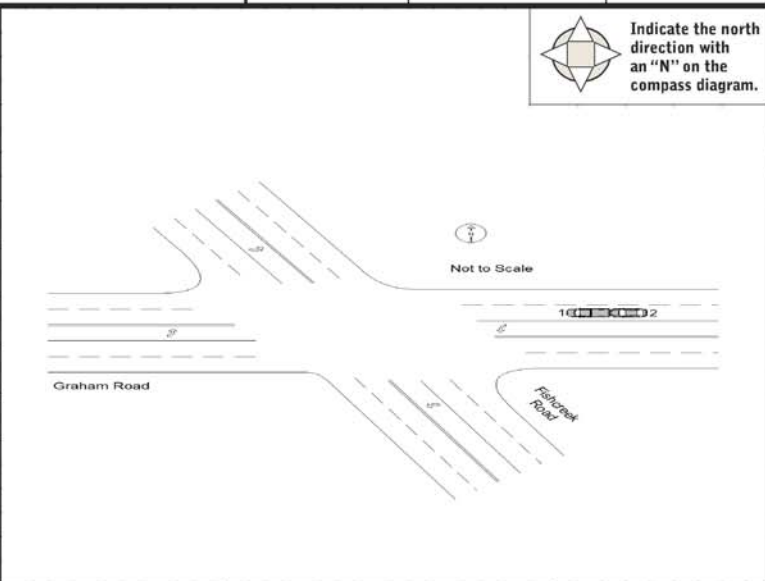 Indicate the north
direction with
an “N” on the
compass diagram.
Not to Scale
1 2
Graham Road
Fishcreek
Road